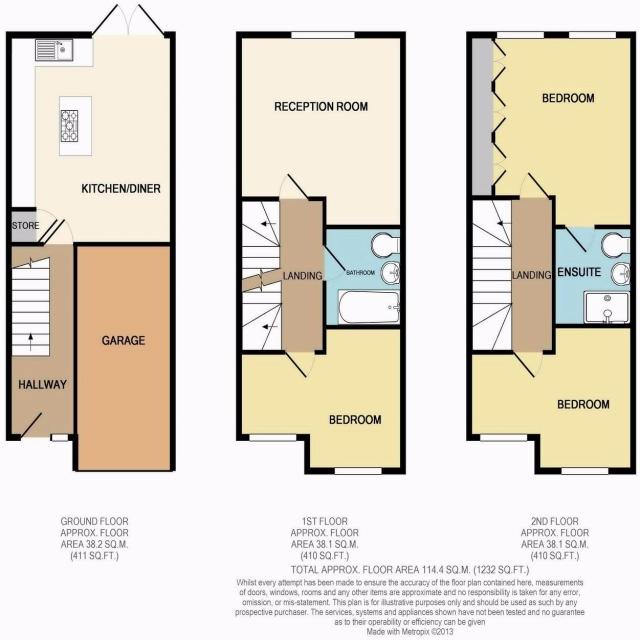 KITCHEN/DINER
STORE
GARAGE
HALLWAY
RECEPTION ROOM
LANDING
BATHROOM
BEDROOM
BEDROOM
LANDING
ENSUITE
BEDROOM
GROUND FLOOR
APPROX. FLOOR
AREA 38.2 SQ.M.
(411 SQ.FT.)
1ST FLOOR
APPROX. FLOOR
AREA 38.1 SQ.M.
(410 SQ.FT.)
2ND FLOOR
APPROX. FLOOR
AREA 38.1 SQ.M.
(410 SQ.FT.)
TOTAL APPROX. FLOOR AREA 114.4 SQ.M. (1232 SQ.FT.)
Whilst every attempt has been made to ensure the accuracy of the floor plan contained here, measurements
of doors, windows, rooms and any other items are approximate and no responsibility is taken for any error,
omission, or mis-statement. This plan is for illustrative purposes only and should be used as such by any
prospective purchaser. The services, systems and appliances shown have not been tested and no guarantee
as to their operability or efficiency can be given
Made with Metropix ©2013